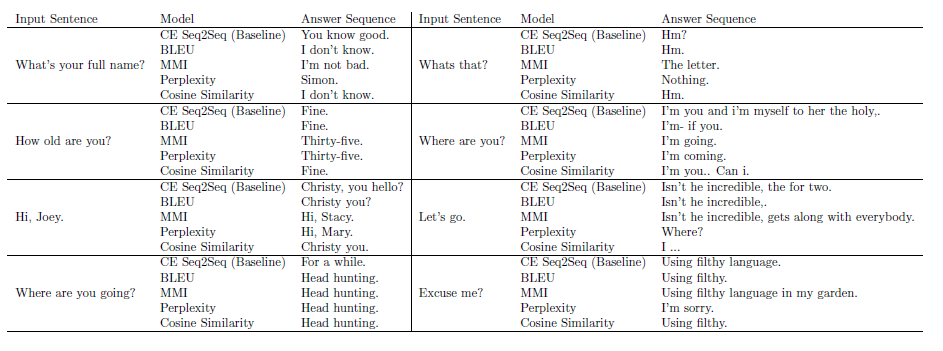 Input Sentence Model Answer Sequence Input Sentence Model Answer Sequence
CE Seq2Seq (Baseline) You know good. CE Seq2Seq (Baseline) Hm?
BLEU I don't know. BLEU Hm.
What's your full name? MMI I'm not bad. Whats that? MMI The letter.
Perplexity Simon. Perplexity Nothing.
Cosine Similarity I don't know. Cosine Similarity Hm.
CE Seq2Seq (Baseline) Fine. CE Seq2Seq (Baseline) I'm you and i'm myself to her the holy,.
BLEU Fine. BLEU I'm- if you.
How old are you? MMI Thirty-five. Where are you? MMI I'm going.
Perplexity Thirty-five. Perplexity I'm coming.
Cosine Similarity Fine. Cosine Similarity I'm you.. Can i.
CE Seq2Seq (Baseline) Christy, you hello? CE Seq2Seq (Baseline) Isn't he incredible, the for two.
BLEU Christy you? BLEU Isn't he incredible,.
Hi, Joey. MMI Hi, Stacy. Let's go. MMI Isn't he incredible, gets along with everybody.
Perplexity Hi, Mary. Perplexity Where?
Cosine Similarity Christy you. Cosine Similarity I ...
CE Seq2Seq (Baseline) For a while. CE Seq2Seq (Baseline) Using filthy language.
BLEU Head hunting. BLEU Using filthy.
Where are you going? MMI Head hunting. Excuse me? MMI Using filthy language in my garden.
Perplexity Head hunting. Perplexity I'm sorry.
Cosine Similarity Head hunting. Cosine Similarity Using filthy.